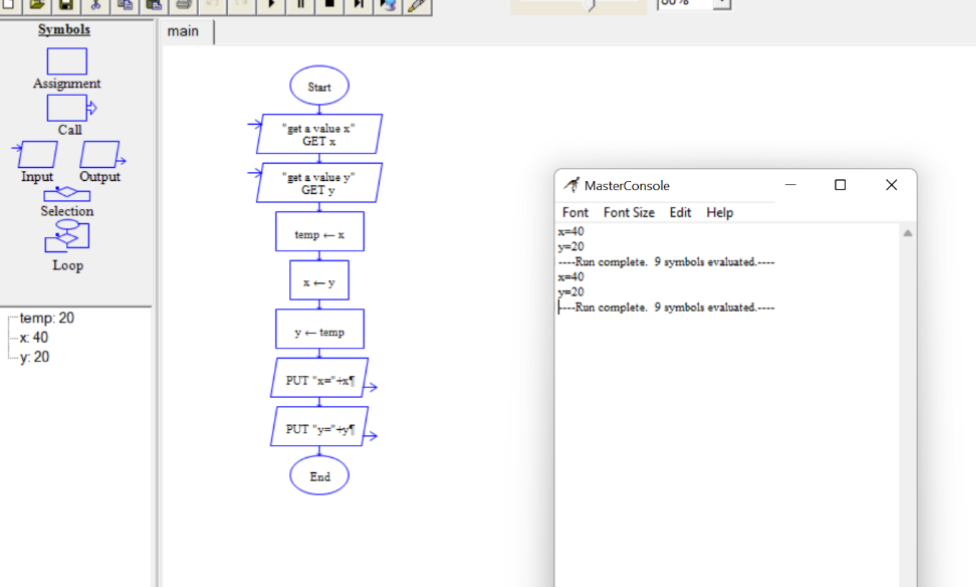 Symbols
Assignment
Call
Input Output
Selection
Loop
temp: 20
x: 40
y: 20
main
Start
"get a value x"
GET x
"get a value y"
GET y
temp ← x
x ← y
y ← temp
PUT "x="+x¶
PUT "y="+y¶
End
MasterConsole
Font Font Size Edit Help
x=40
y=20
----Run complete. 9 symbols evaluated.----
x=40
y=20
----Run complete. 9 symbols evaluated.----